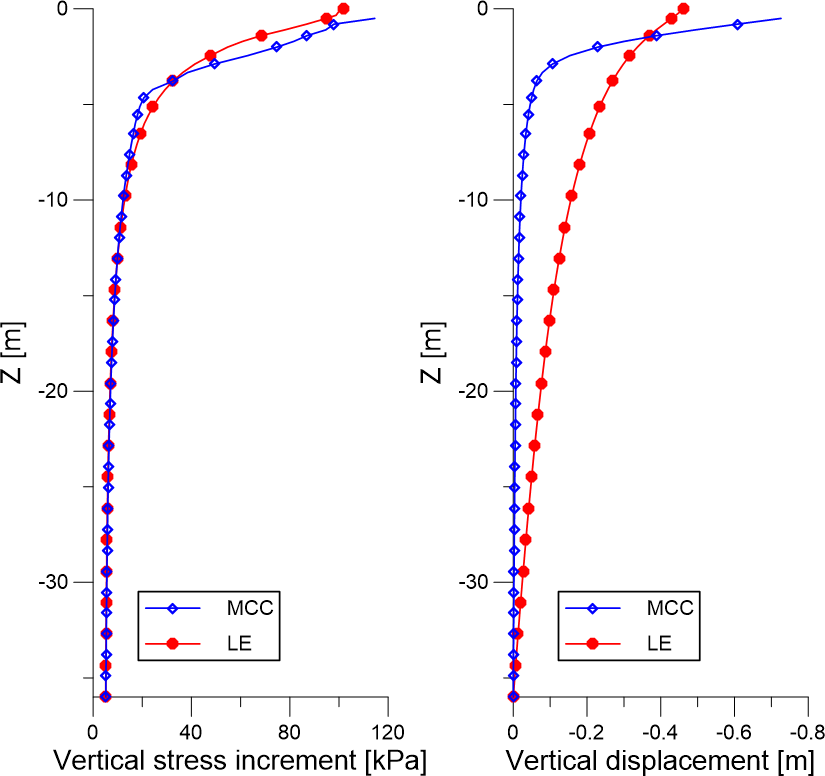 0
-10
-20
-30
Z [m]
MCC
LE
0 40 80 120
Vertical stress increment [kPa]
0
-10
-20
-30
Z [m]
MCC
LE
0 -0.2 -0.4 -0.6 -0.8
Vertical displacement [m]